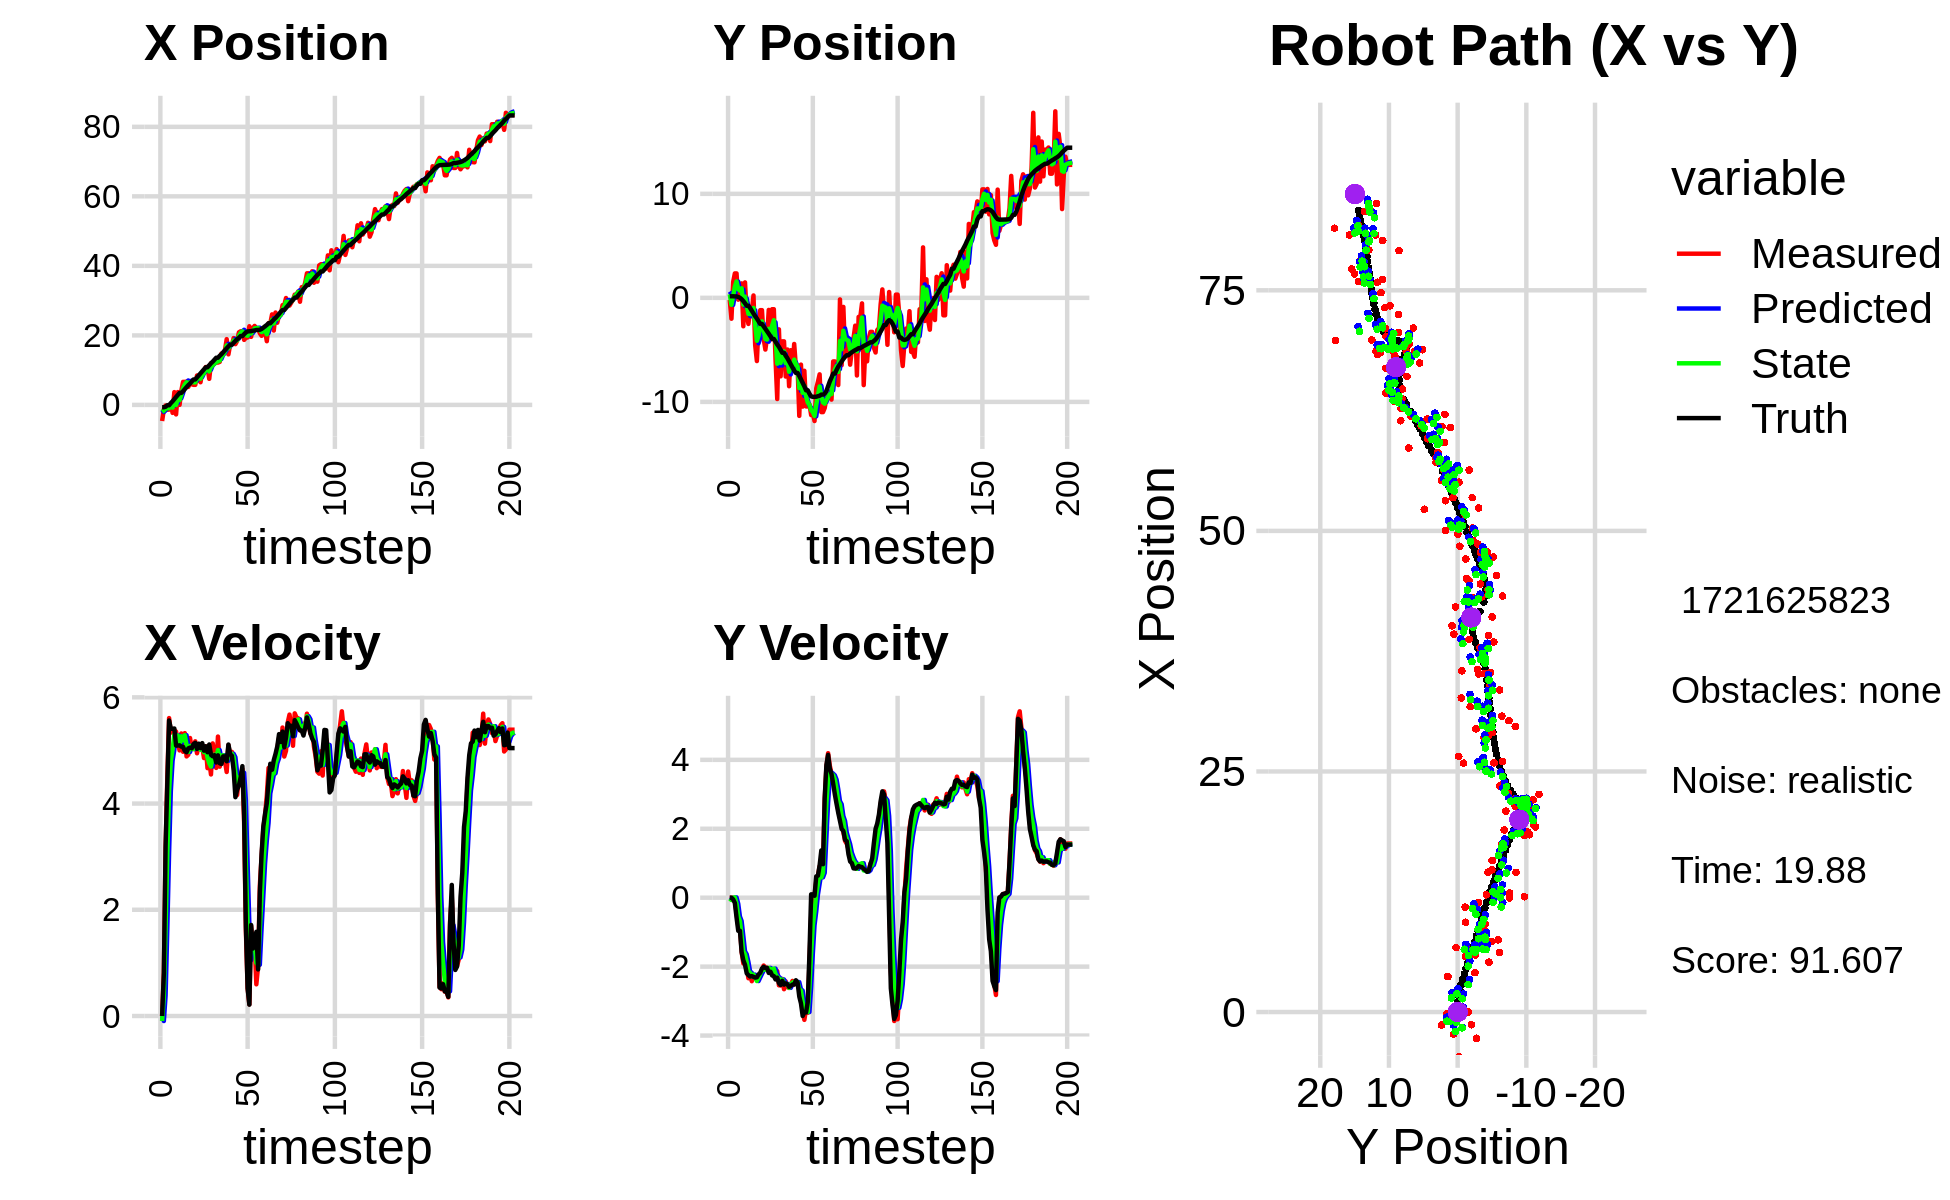 X Position
80
60
40
20
0
0
50
100
150
200
timestep
Y Position
10
0
-10
0
50
100
150
200
timestep
X Velocity
6
4
2
0
0
50
100
150
200
timestep
Y Velocity
4
2
0
-2
-4
0
50
100
150
200
timestep
Robot Path (X vs Y)
X Position
75
50
25
0
20 10 0 -10 -20
Y Position
variable
Measured
Predicted
State
Truth
1721625823
Obstacles: none
Noise: realistic
Time: 19.88
Score: 91.607